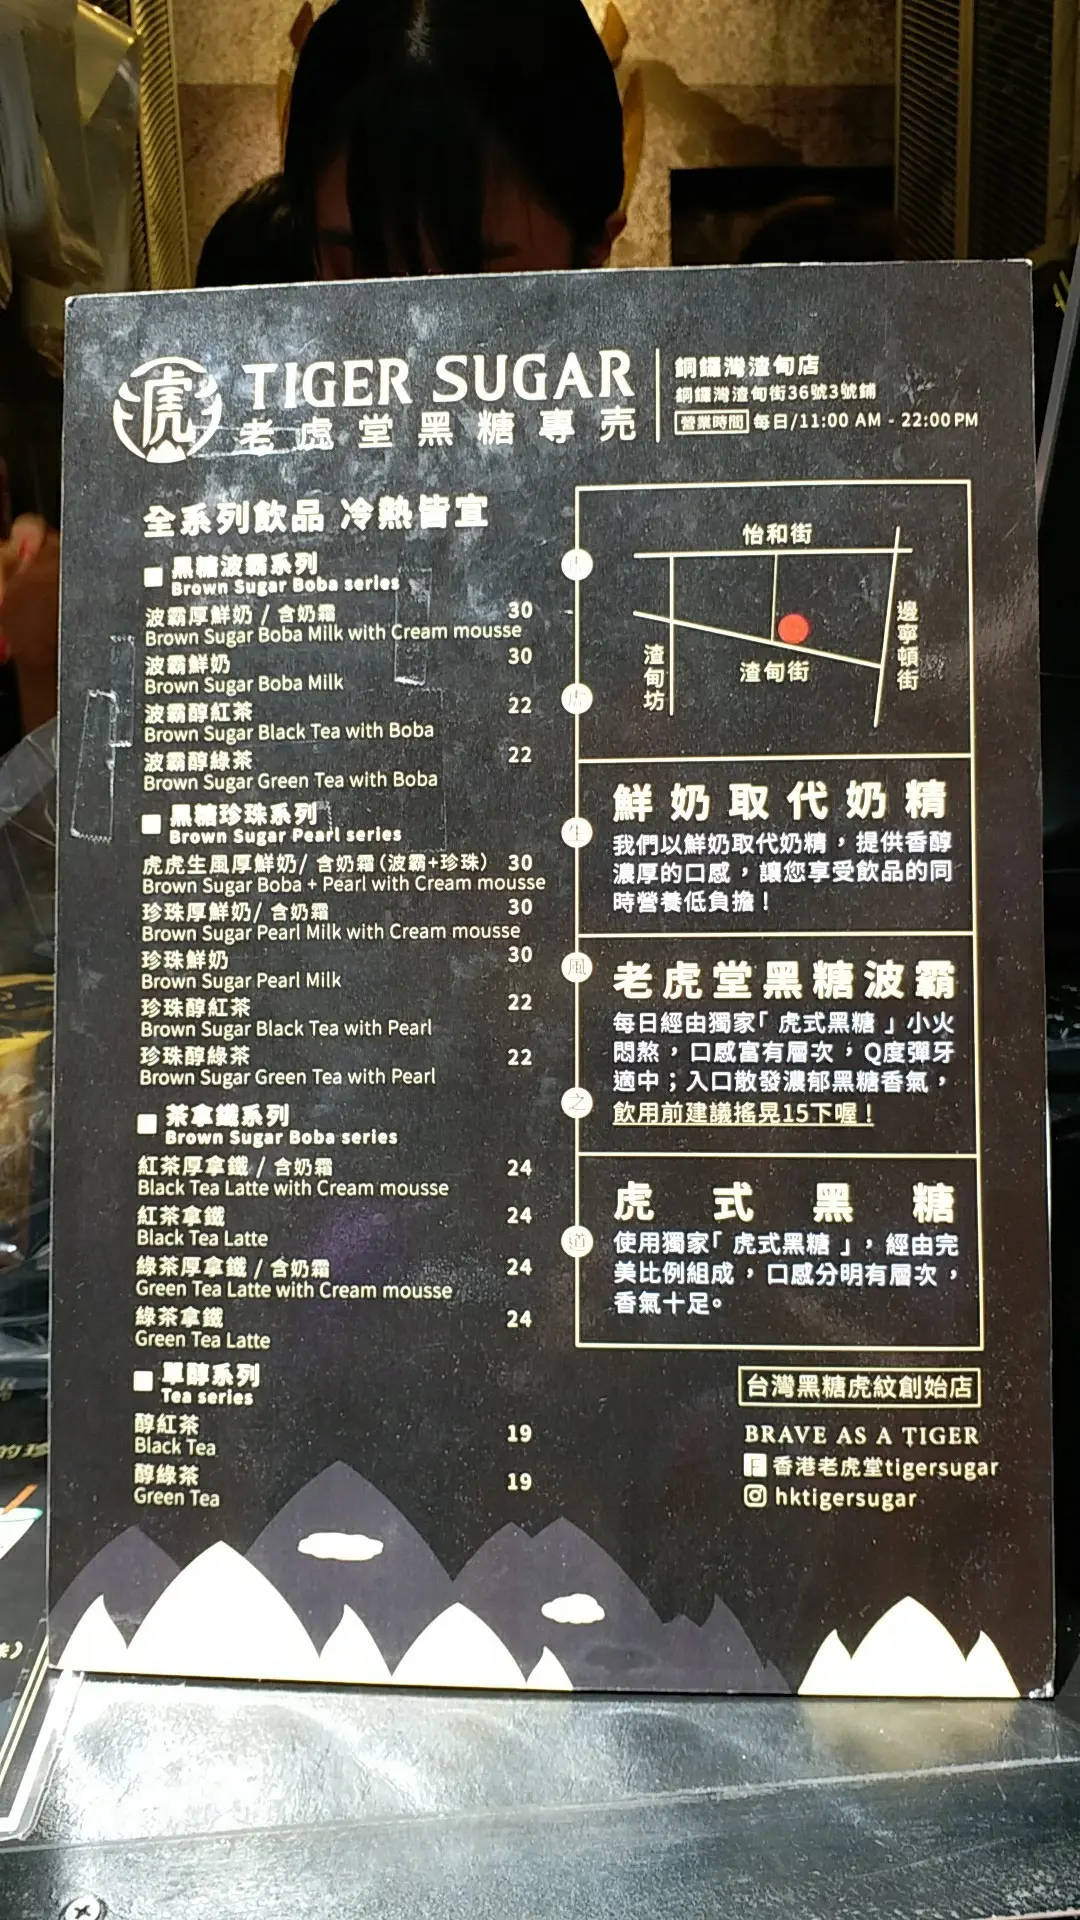 虎
TIGER SUGAR
老虎堂黑糖專売
銅鑼灣渣甸店
銅鑼灣渣甸街36號3號鋪
營業時間 每日/11:00 AM - 22:00 PM
全系列飲品 冷熱皆宜
黑糖波霸系列
Brown Sugar Boba series
波霸厚鮮奶 / 含奶霜 30
Brown Sugar Boba Milk with Cream mousse
波霸鮮奶 30
Brown Sugar Boba Milk
波霸醇紅茶 22
Brown Sugar Black Tea with Boba
波霸醇綠茶 22
Brown Sugar Green Tea with Boba
黑糖珍珠系列
Brown Sugar Pearl series
虎虎生風厚鮮奶/ 含奶霜(波霸+珍珠) 30
Brown Sugar Boba + Pearl with Cream mousse
珍珠厚鮮奶/ 含奶霜 30
Brown Sugar Pearl Milk with Cream mousse
珍珠鮮奶 30
Brown Sugar Pearl Milk
珍珠醇紅茶 22
Brown Sugar Black Tea with Pearl
珍珠醇綠茶 22
Brown Sugar Green Tea with Pearl
茶拿鐵系列
Brown Sugar Boba series
紅茶厚拿鐵 / 含奶霜 24
Black Tea Latte with Cream mousse
紅茶拿鐵 24
Black Tea Latte
綠茶厚拿鐵 / 含奶霜 24
Green Tea Latte with Cream mousse
綠茶拿鐵 24
Green Tea Latte
單醇系列
Tea series
醇紅茶 19
Black Tea
醇綠茶 19
Green Tea
怡和街
邊寧頓街
渣甸坊
渣甸街
虎
生
風
之
道
鮮奶取代奶精
我們以鮮奶取代奶精，提供香醇
濃厚的口感，讓您享受飲品的同
時營養低負擔！
老虎堂黑糖波霸
每日經由獨家「虎式黑糖」小火
悶熬，口感富有層次，Q度彈牙
適中；入口散發濃郁黑糖香氣，
飲用前建議搖晃15下喔！
虎式黑糖
使用獨家「虎式黑糖」，經由完
美比例組成，口感分明有層次，
香氣十足。
台灣黑糖虎紋創始店
BRAVE AS A TIGER
香港老虎堂tigersugar
hktigersugar